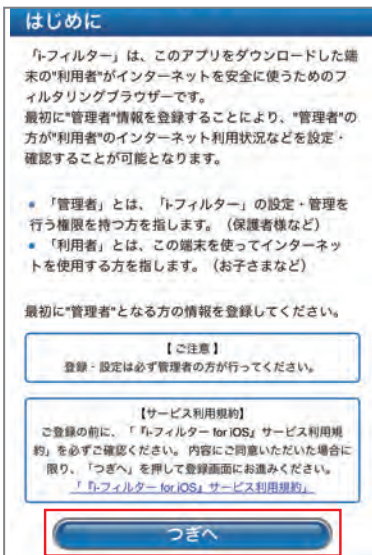 はじめに
「i-フィルター」は、このアプリをダウンロードした端
末の"利用者"がインターネットを安全に使うためのフ
ィルタリングブラウザーです。
最初に"管理者"情報を登録することにより、"管理者"の
方が"利用者"のインターネット利用状況などを設定・
確認することが可能となります。
• 「管理者」とは、「i-フィルター」の設定・管理を
行う権限を持つ方を指します。（保護者様など）
• 「利用者」とは、この端末を使ってインターネッ
トを使用する方を指します。（お子さまなど）
最初に"管理者"となる方の情報を登録してください。
【ご注意】
登録・設定は必ず管理者の方が行ってください。
【サービス利用規約】
ご登録の前に、「『i-フィルター for iOS』サービス利用規
約」を必ずご確認ください。内容にご同意いただいた場合に
限り、「つぎへ」を押して登録画面にお進みください。
「『i-フィルター for iOS』サービス利用規約」
つぎへ